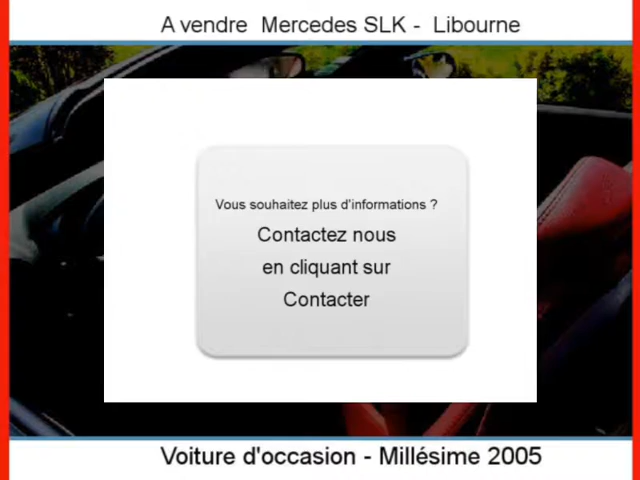 A vendre Mercedes SLK - Libourne
Vous souhaitez plus d'informations ?
Contactez nous
en cliquant sur
Contacter
Voiture d'occasion - Millésime 2005